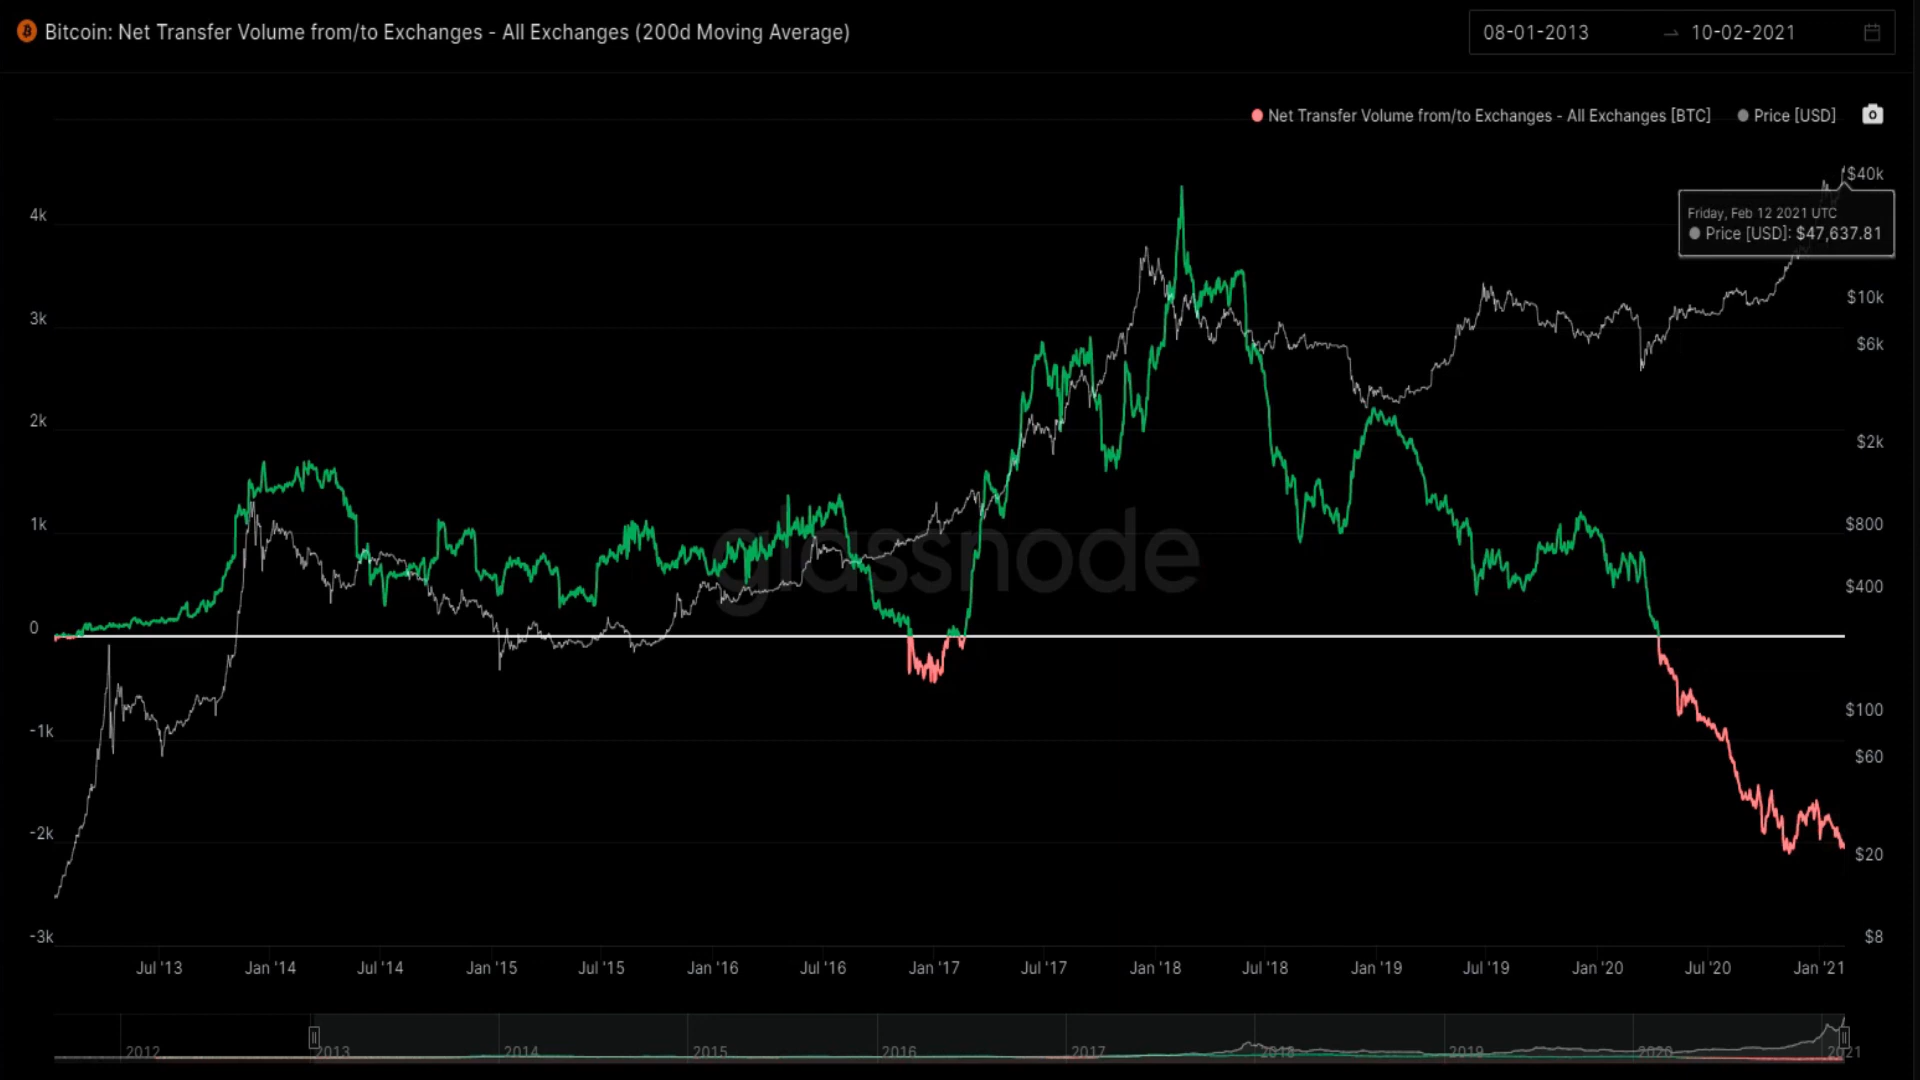 Bitcoin: Net Transfer Volume from/to Exchanges - All Exchanges (200d Moving Average)
08-01-2013 → 10-02-2021
Net Transfer Volume from/to Exchanges - All Exchanges [BTC] Price [USD]
Friday, Feb 12 2021 UTC
Price [USD]: $47,637.81
4k
3k
2k
1k
0
-1k
-2k
-3k
$40k
$10k
$6k
$2k
$800
$400
$100
$60
$20
$8
glassnode
Jul '13 Jan '14 Jul '14 Jan '15 Jul '15 Jan '16 Jul '16 Jan '17 Jul '17 Jan '18 Jul '18 Jan '19 Jul '19 Jan '20 Jul '20 Jan '21
2012 2013 2014 2015 2016 2017 2018 2019 2020 2021